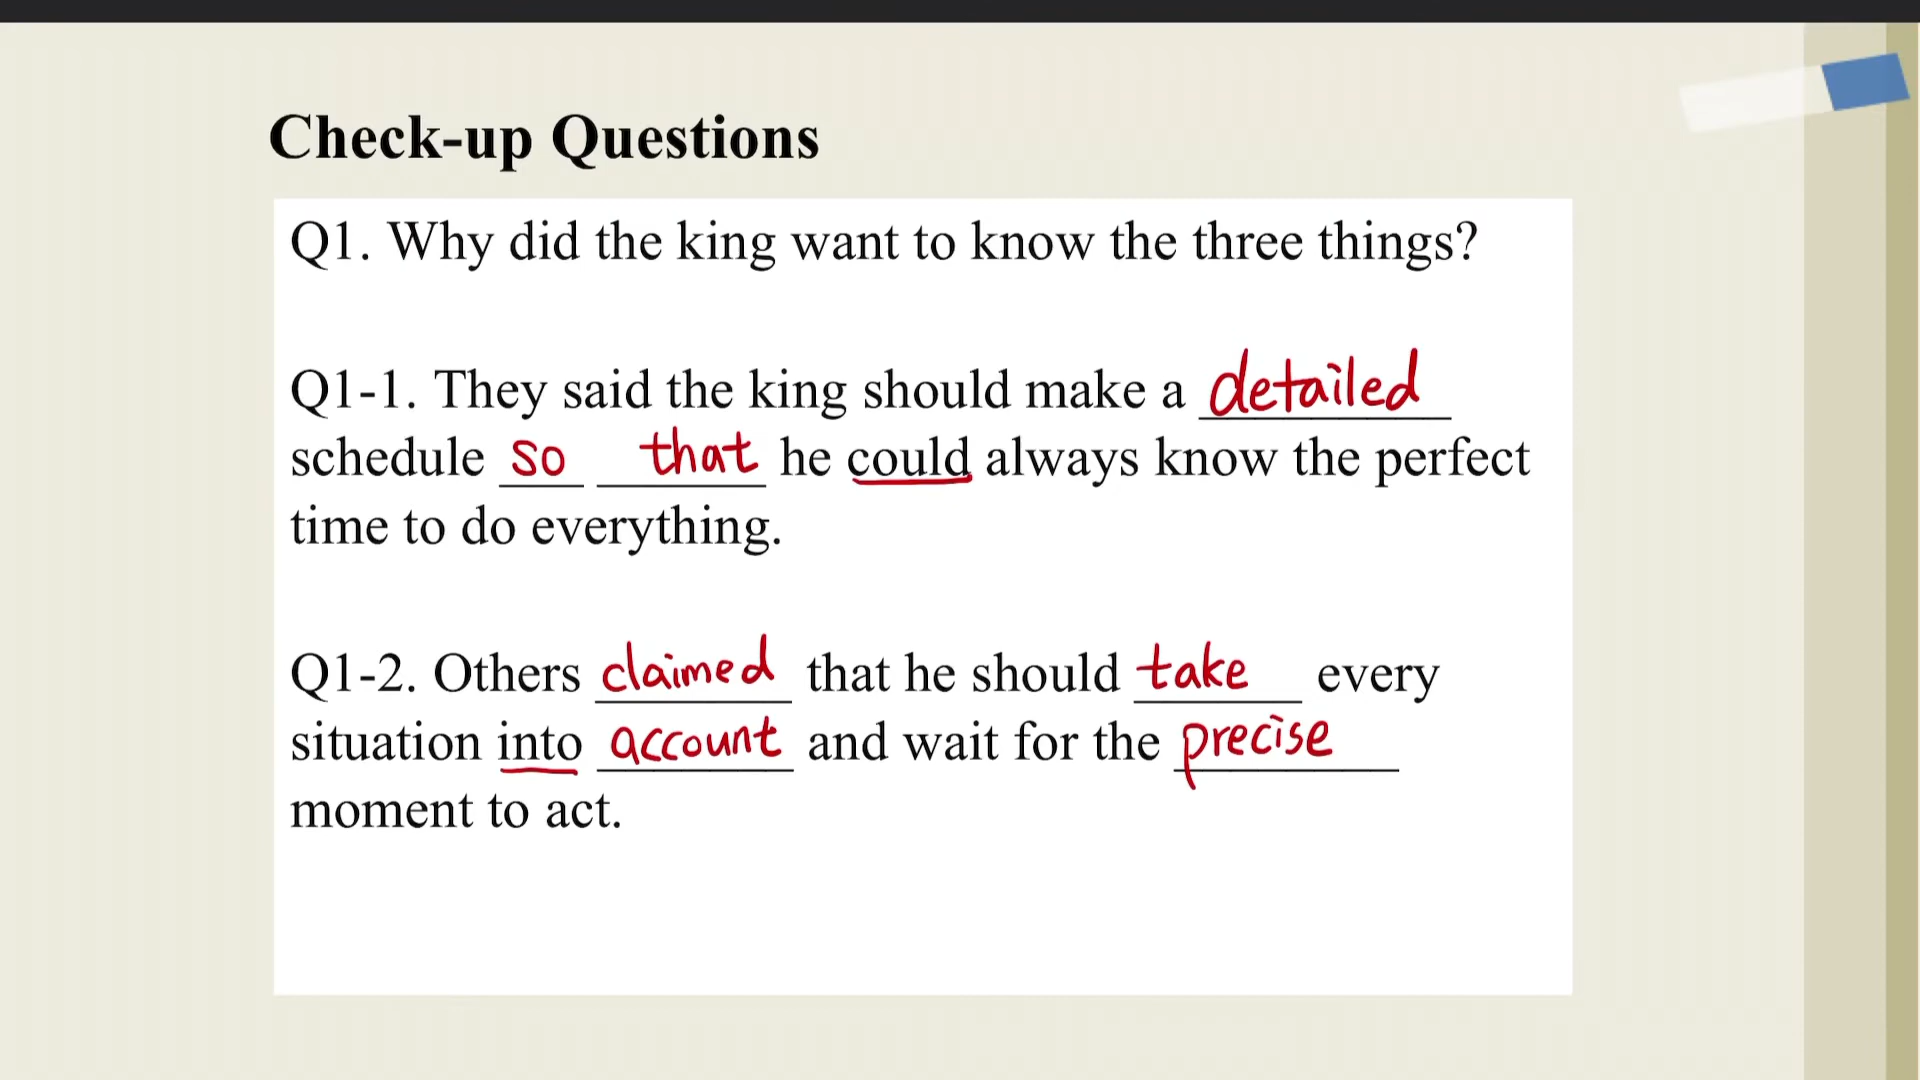 Check-up Questions
Q1. Why did the king want to know the three things?
Q1-1. They said the king should make a detailed
schedule so that he could always know the perfect
time to do everything.
Q1-2. Others claimed that he should take every
situation into account and wait for the precise
moment to act.